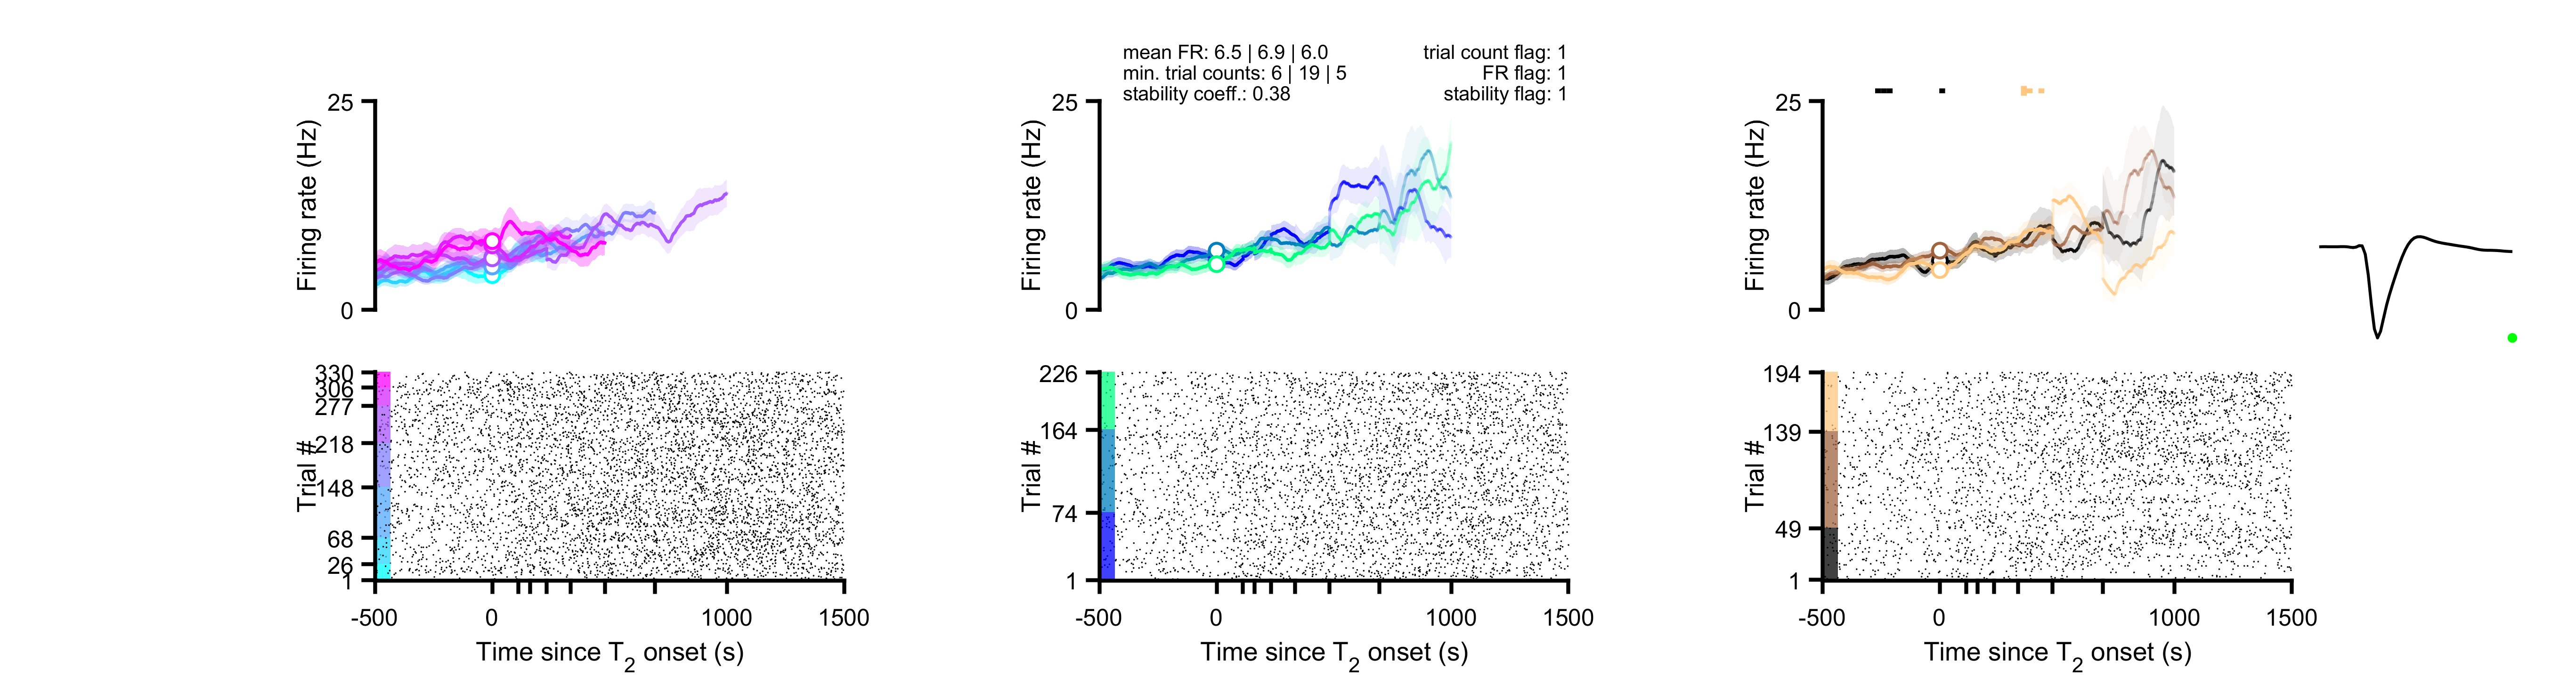 mean FR: 6.5 | 6.9 | 6.0
min. trial counts: 6 | 19 | 5
stability coeff.: 0.38
trial count flag: 1
FR flag: 1
stability flag: 1
25
Firing rate (Hz)
0
25
Firing rate (Hz)
0
25
Firing rate (Hz)
0
330
306
277
218
148
68
26
1
Trial #
-500
0
1000
1500
Time since T2 onset (s)
226
164
74
1
Trial #
-500
0
1000
1500
Time since T2 onset (s)
194
139
49
1
Trial #
-500
0
1000
1500
Time since T2 onset (s)